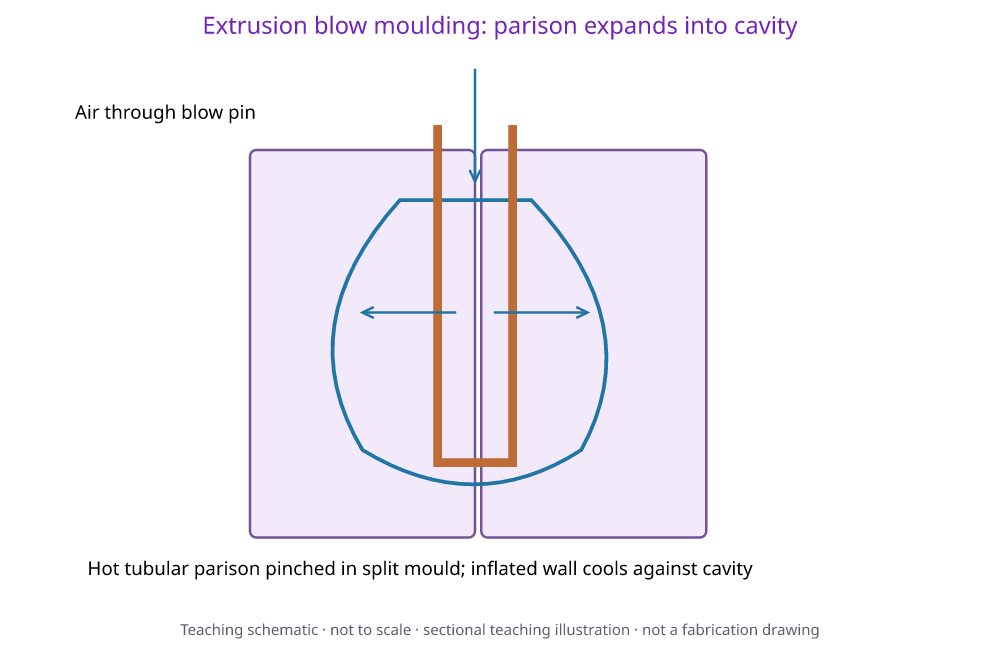 Extrusion blow moulding: parison expands into cavity
Air through blow pin
Hot tubular parison pinched in split mould; inflated wall cools against cavity
Teaching schematic · not to scale · sectional teaching illustration · not a fabrication drawing